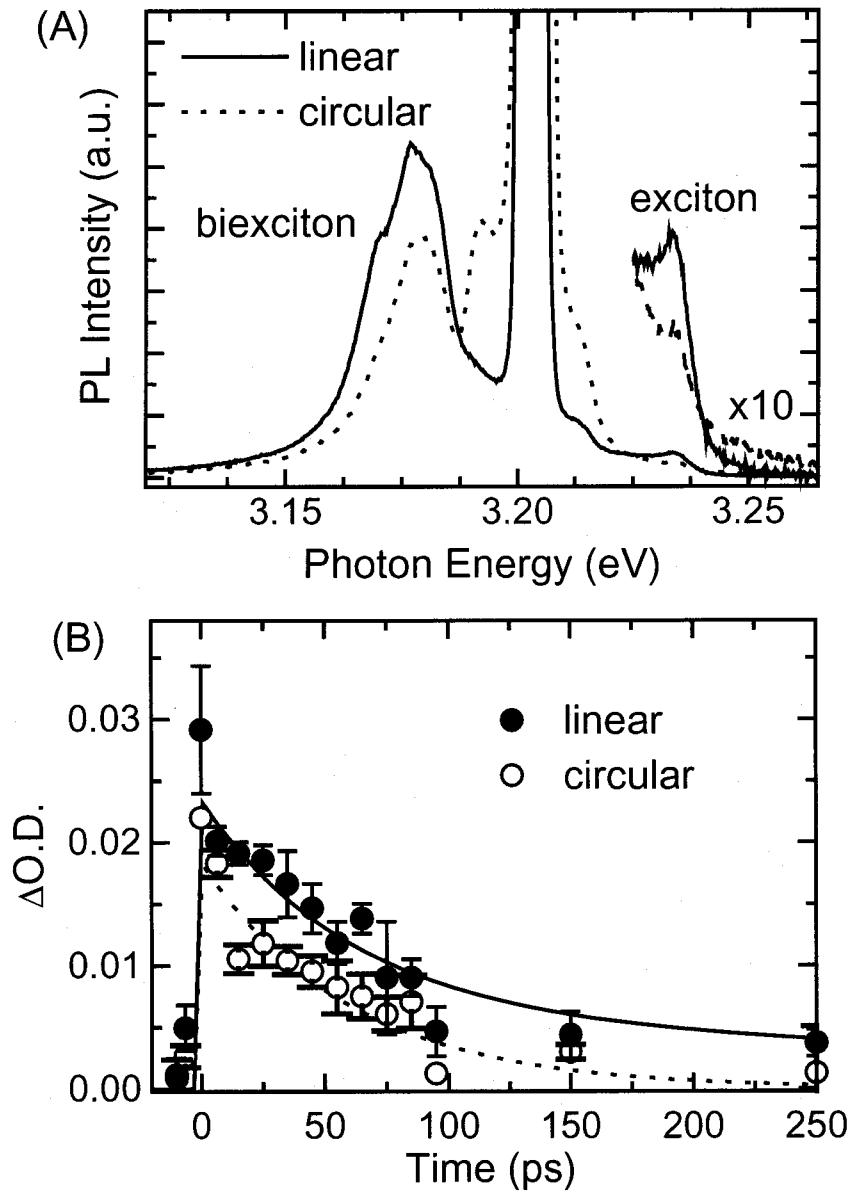 (A)
linear
circular
biexciton
exciton
x10
PL Intensity (a.u.)
3.15 3.20 3.25
Photon Energy (eV)
(B)
linear
circular
0.03
0.02
0.01
0.00
ΔO.D.
0 50 100 150 200 250
Time (ps)